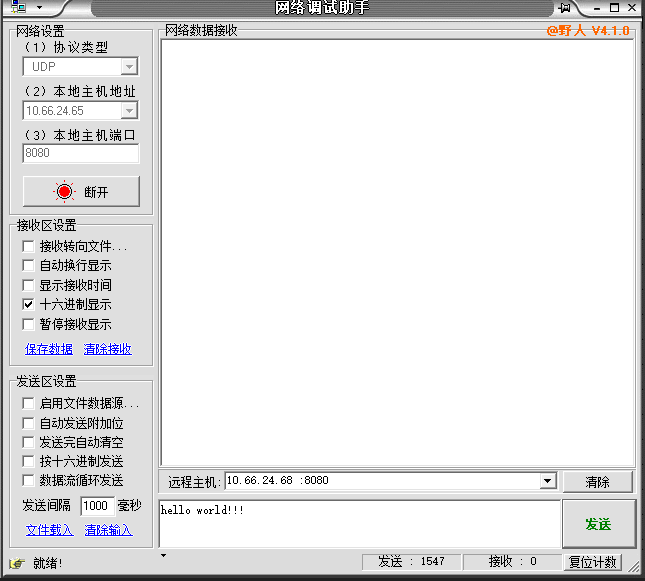 网络调试助手
网络设置
（1）协议类型
UDP
（2）本地主机地址
10.66.24.65
（3）本地主机端口
8080
断开
接收区设置
接收转向文件...
自动换行显示
显示接收时间
十六进制显示
暂停接收显示
保存数据 清除接收
发送区设置
启用文件数据源...
自动发送附加位
发送完自动清空
按十六进制发送
数据流循环发送
发送间隔 1000 毫秒
文件载入 清除输入
网络数据接收
@野人 V4.1.0
远程主机: 10.66.24.68 :8080 清除
hello world!!!
发送
就绪! 发送 : 1547 接收 : 0 复位计数